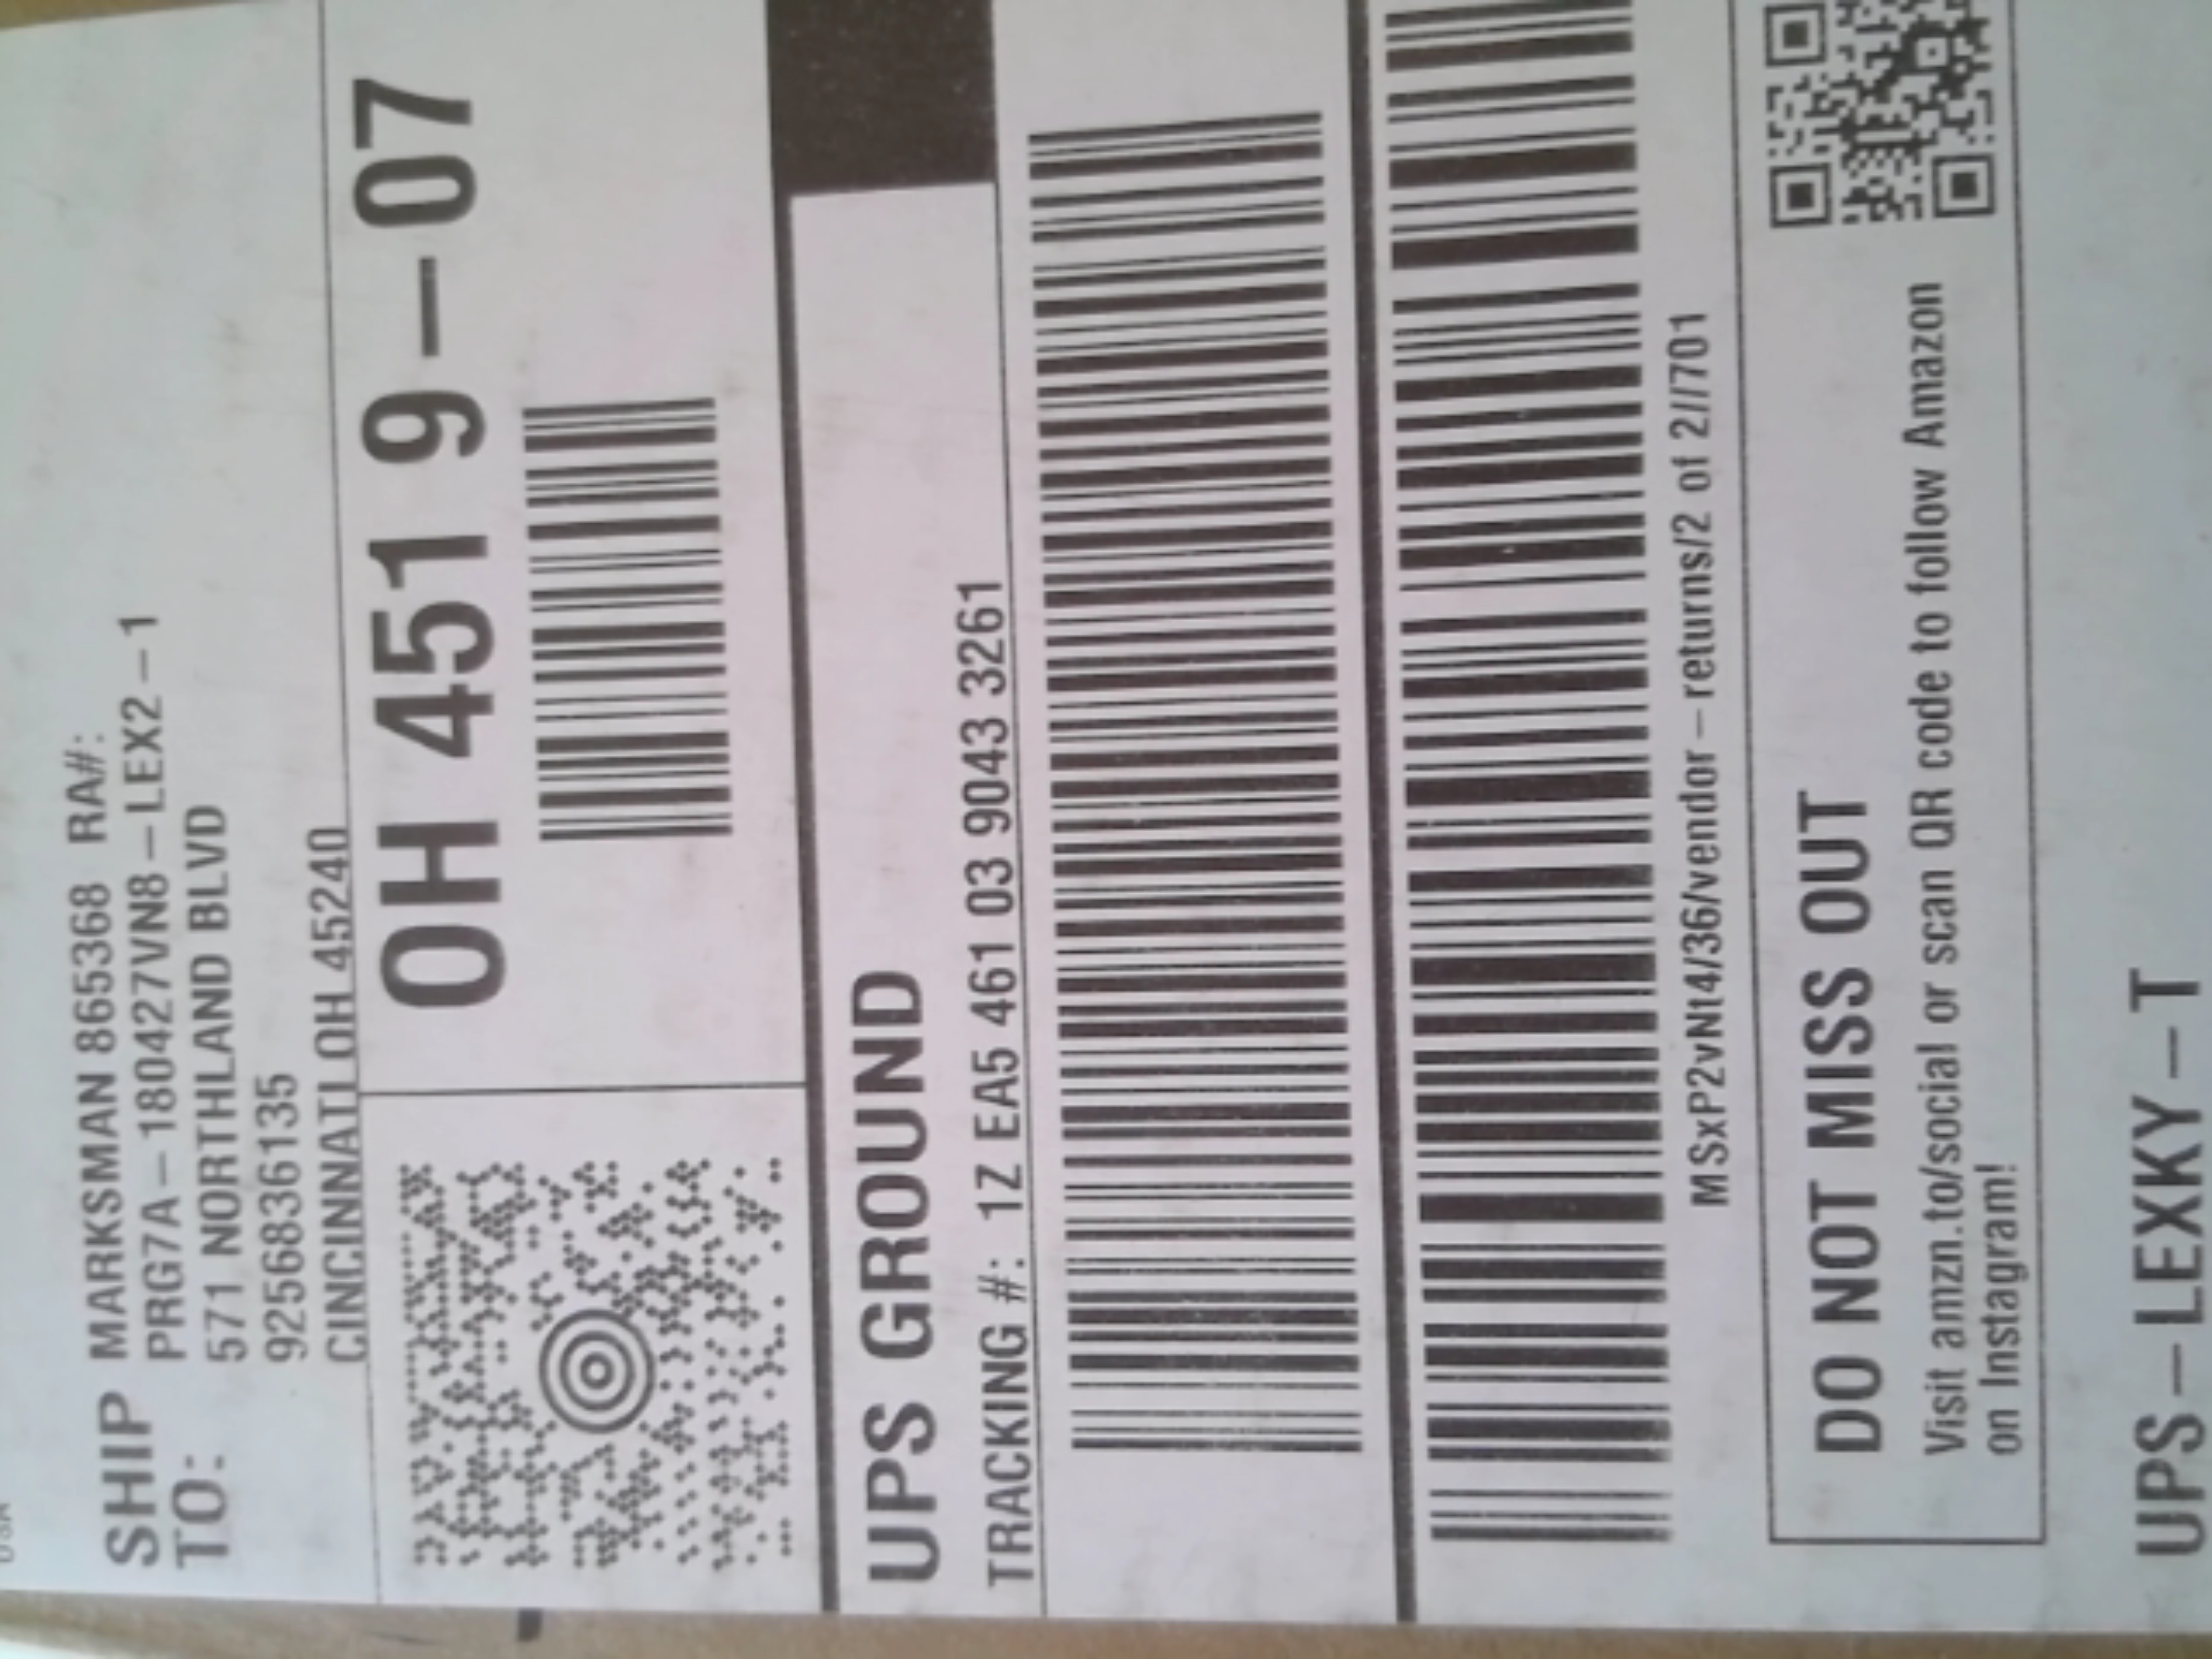 SHIP TO:
MARKSMAN 865368 RA#:
PRG7A-180427VN8-LEX2-1
571 NORTHLAND BLVD
9256836135
CINCINNATI OH 45240
OH 451 9-07
UPS GROUND
TRACKING #: 1Z EA5 461 03 9043 3261
MSxP2vNt4/36/vendor-returns/2 of 2//701
DO NOT MISS OUT
Visit amzn.to/social or scan QR code to follow Amazon
on Instagram!
UPS-LEXKY-T